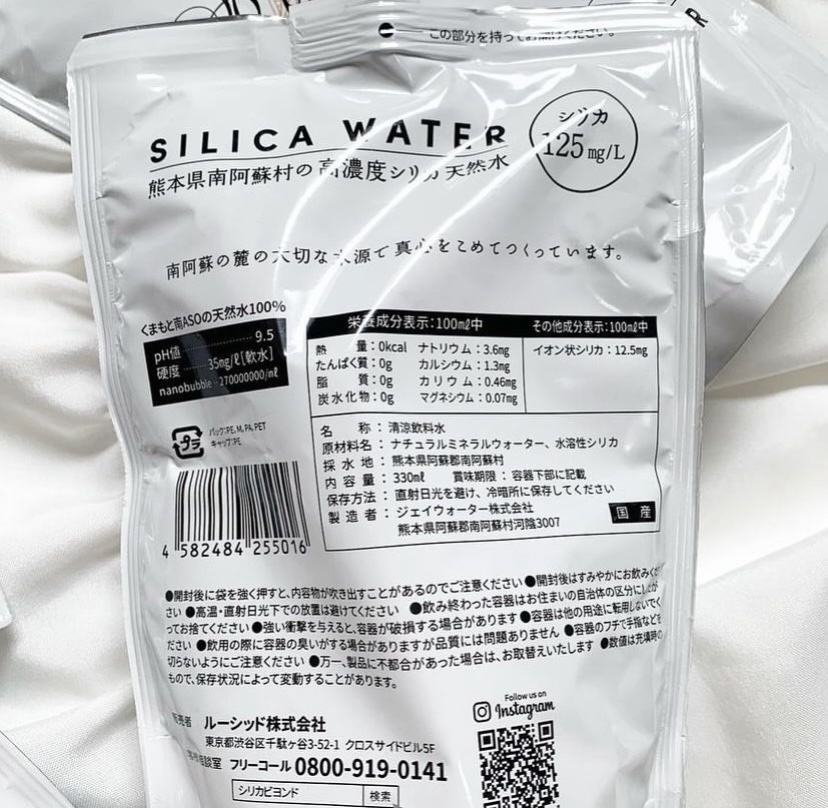 この部分を持ってお開けください。
SILICA WATER
熊本県南阿蘇村の高濃度シリカ天然水
シリカ
125mg/L
南阿蘇の麓の大切な水源で真心をこめてつくっています。
くまもと南ASOの天然水100%
pH値 9.5
硬度 35mg/ℓ[軟水]
nanobubble 270000000/mℓ
プラ
パック:PE, M, PA, PET
キャップ:PE
4 582484 255016
栄養成分表示:100mℓ中
熱 量:0kcal ナトリウム:3.6mg
たんぱく質:0g カルシウム:1.3mg
脂 質:0g カリウム:0.46mg
炭水化物:0g マグネシウム:0.07mg
その他成分表示:100mℓ中
イオン状シリカ:12.5mg
名 称:清涼飲料水
原材料名:ナチュラルミネラルウォーター、水溶性シリカ
採水地:熊本県阿蘇郡南阿蘇村
内容量:330mℓ 賞味期限:容器下部に記載
保存方法:直射日光を避け、冷暗所に保存してください
製造者:ジェイウォーター株式会社
熊本県阿蘇郡南阿蘇村河陰3007
国産
●開封後に袋を強く押すと、内容物が吹き出すことがあるのでご注意ください ●開封後はすみやかにお飲みくだ
さい ●高温・直射日光下での放置は避けてください ●飲み終わった容器はお住まいの自治体の区分にしたが
ってお捨てください ●強い衝撃を与えると、容器が破損する場合があります ●容器は他の用途に転用しないでく
ださい ●飲用の際に容器の臭いがする場合がありますが品質には問題ありません ●容器のフチで手指などを
切らないようにご注意ください ●万一、製品に不都合があった場合は、お取替えいたします ●数値は充填時の
もので、保存状況によって変動することがあります。
販売者 ルーシッド株式会社
東京都渋谷区千駄ヶ谷3-52-1 クロスサイドビル5F
相談室 フリーコール 0800-919-0141
シリカビヨンド 検索
Follow us on
Instagram
R